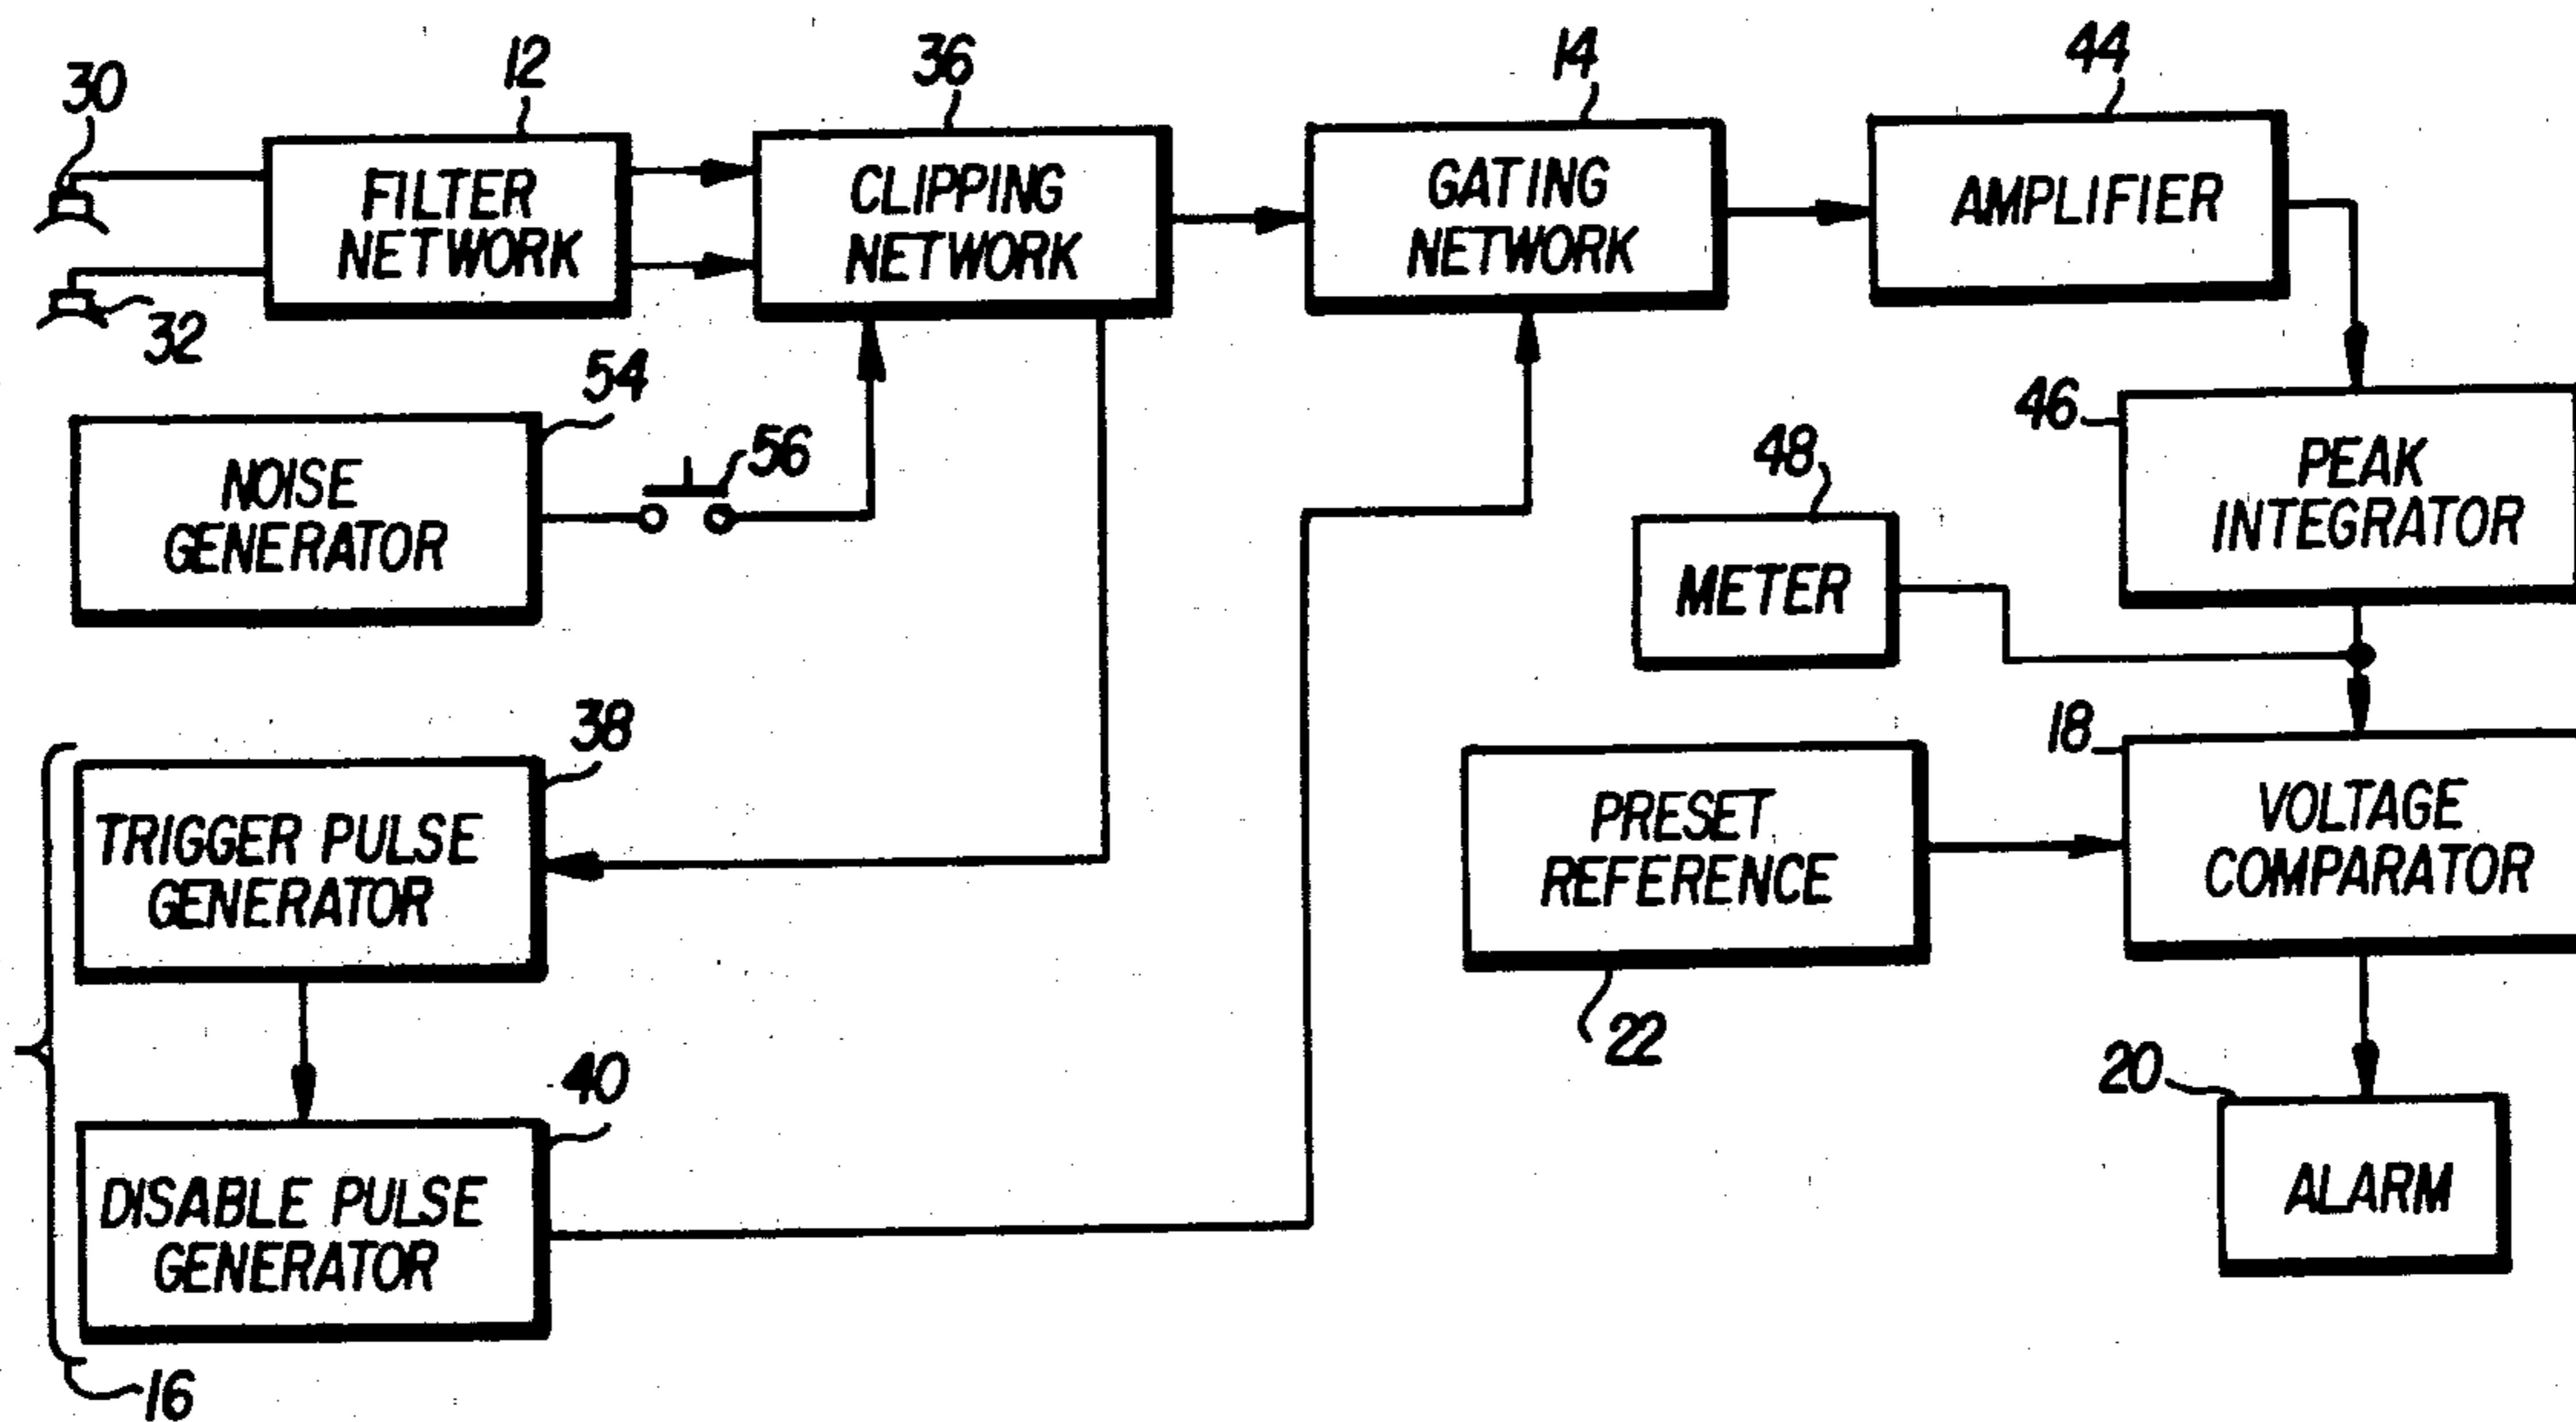 30
12
36
14
44
FILTER
NETWORK
CLIPPING
NETWORK
GATING
NETWORK
AMPLIFIER
32
54
56
46
48
NOISE
GENERATOR
PEAK
INTEGRATOR
METER
38
18
TRIGGER PULSE
GENERATOR
PRESET
REFERENCE
VOLTAGE
COMPARATOR
22
40
20
DISABLE PULSE
GENERATOR
ALARM
16